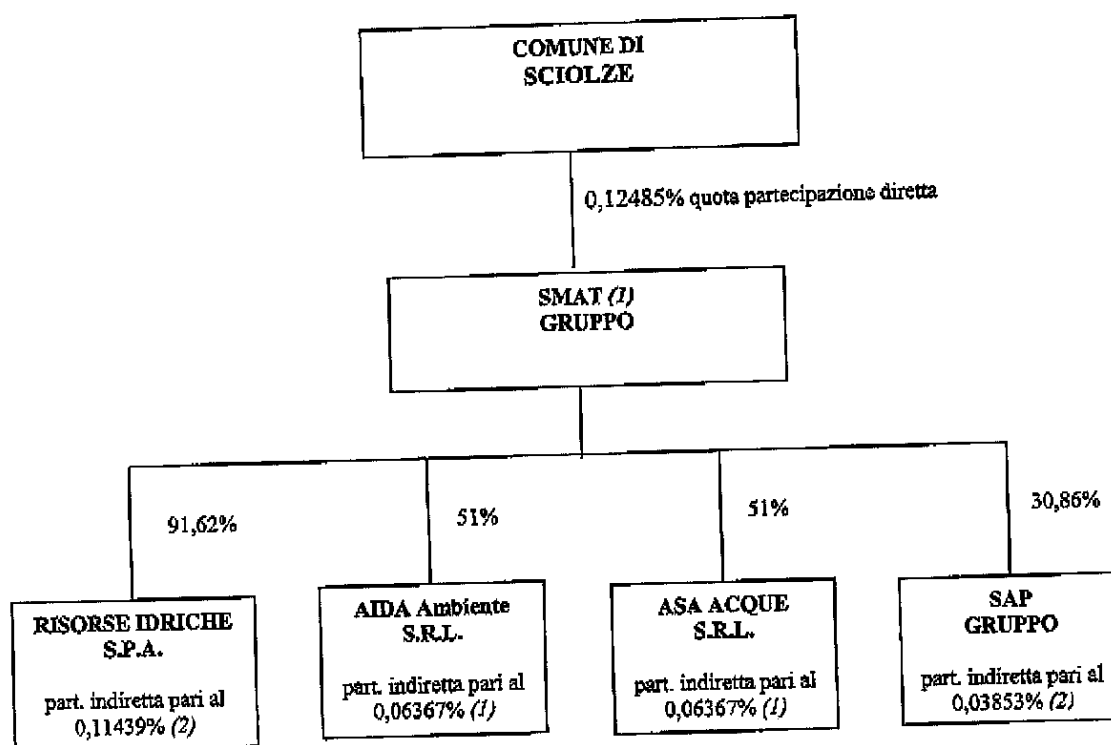 COMUNE DI
SCIOLZE
0,12485% quota partecipazione diretta
SMAT (1)
GRUPPO
91,62%
51%
51%
30,86%
RISORSE IDRICHE
S.P.A.
part. indiretta pari al
0,11439% (2)
AIDA Ambiente
S.R.L.
part. indiretta pari al
0,06367% (1)
ASA ACQUE
S.R.L.
part. indiretta pari al
0,06367% (1)
SAP
GRUPPO
part. indiretta pari al
0,03853% (2)